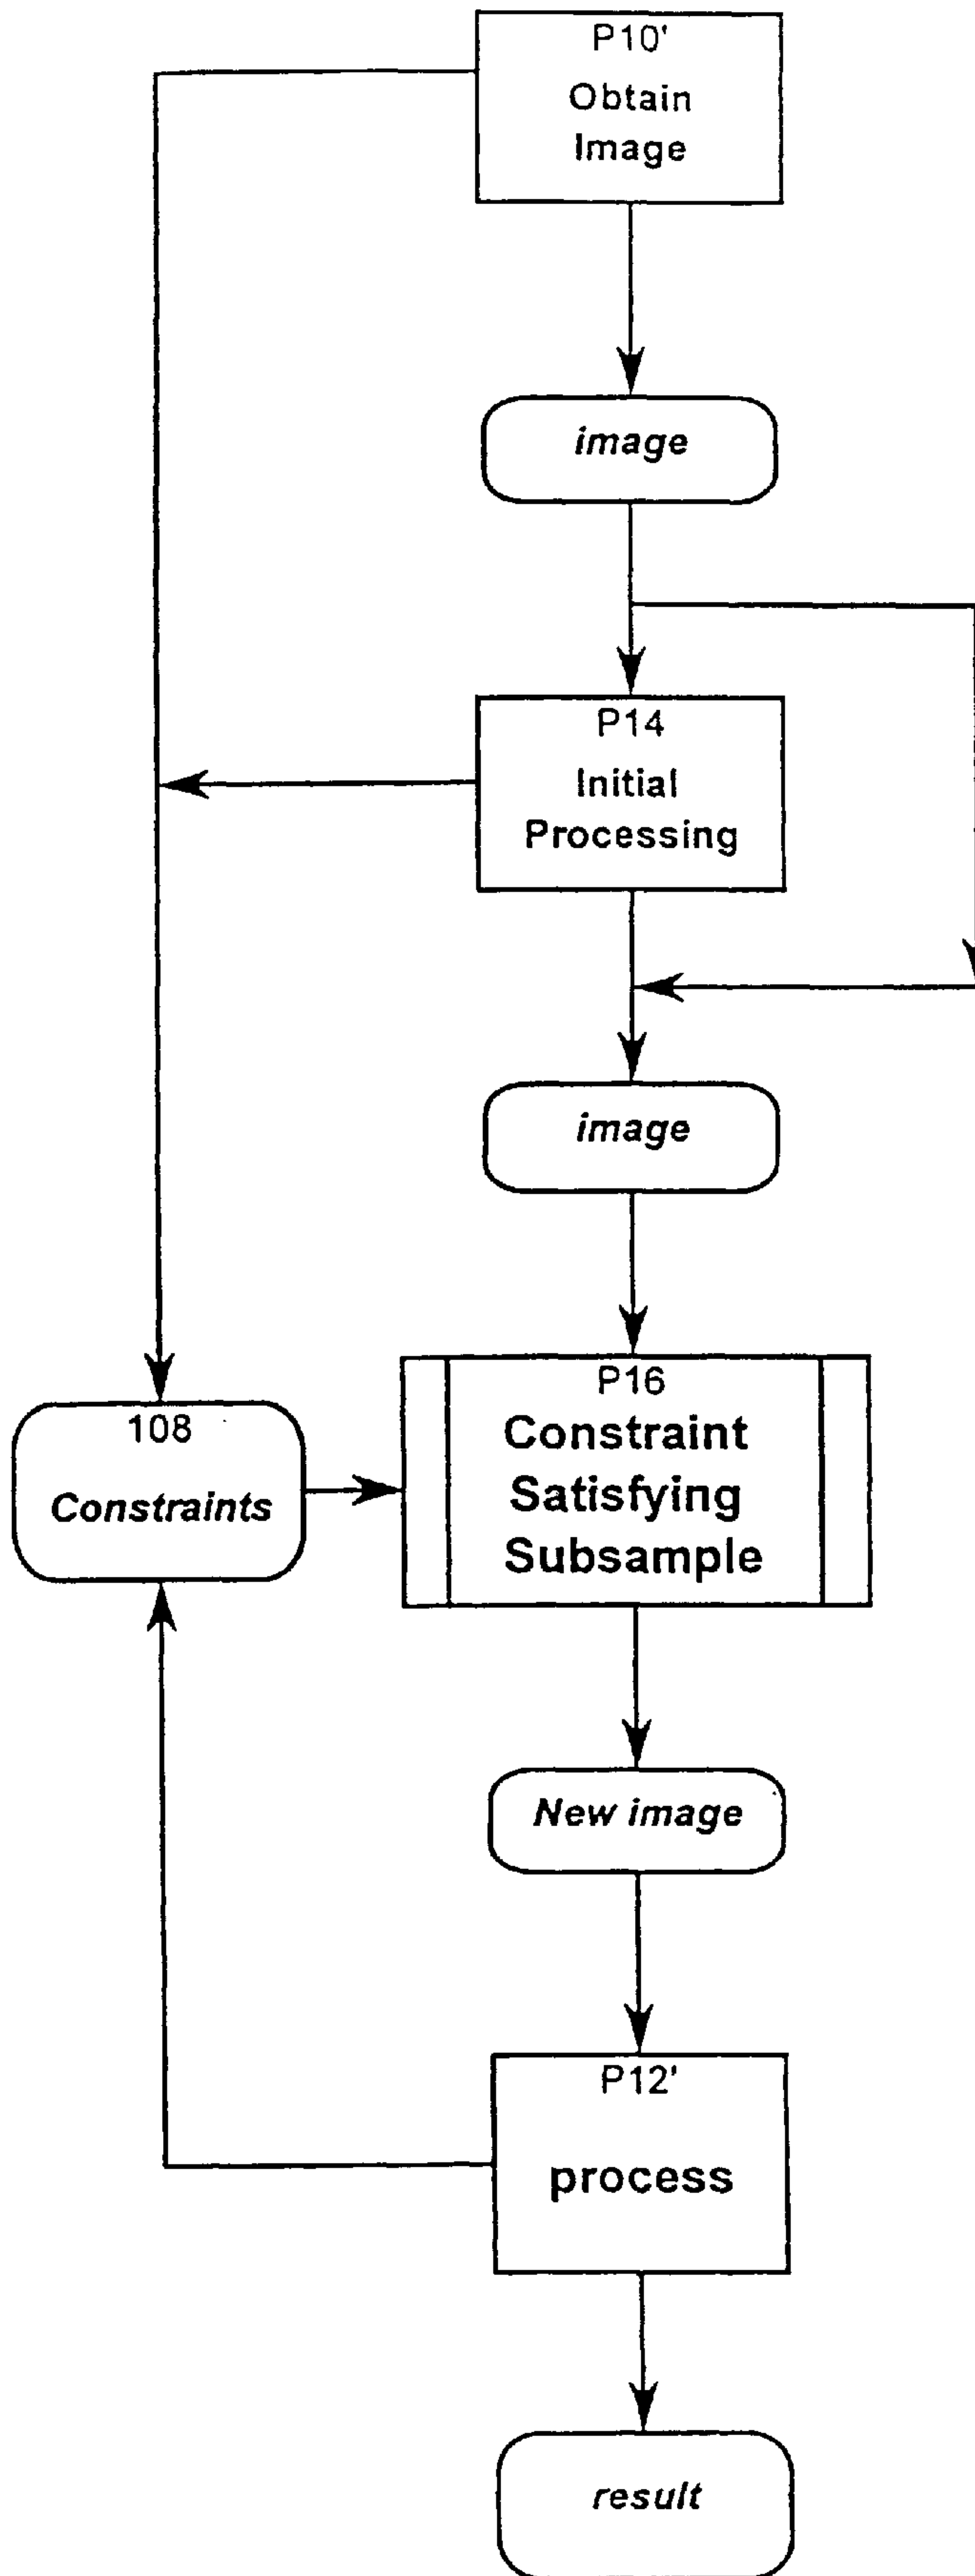 P10'
Obtain
Image
image
P14
Initial
Processing
image
P16
Constraint
Satisfying
Subsample
108
Constraints
New image
P12'
process
result